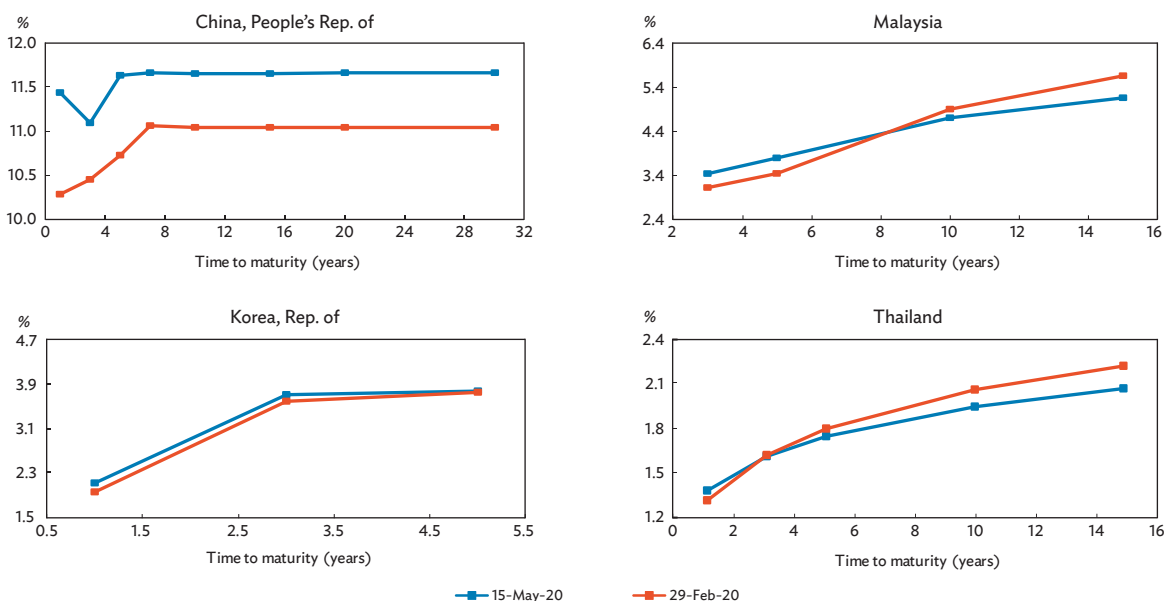 China, People's Rep. of
%
12.0
11.5
11.0
10.5
10.0
0 4 8 12 16 20 24 28 32
Time to maturity (years)
Malaysia
%
6.4
5.4
4.4
3.4
2.4
2 4 6 8 10 12 14 16
Time to maturity (years)
Korea, Rep. of
%
4.7
3.9
3.1
2.3
1.5
0.5 1.5 2.5 3.5 4.5 5.5
Time to maturity (years)
Thailand
%
2.4
2.1
1.8
1.5
1.2
0 2 4 6 8 10 12 14 16
Time to maturity (years)
15-May-20 29-Feb-20